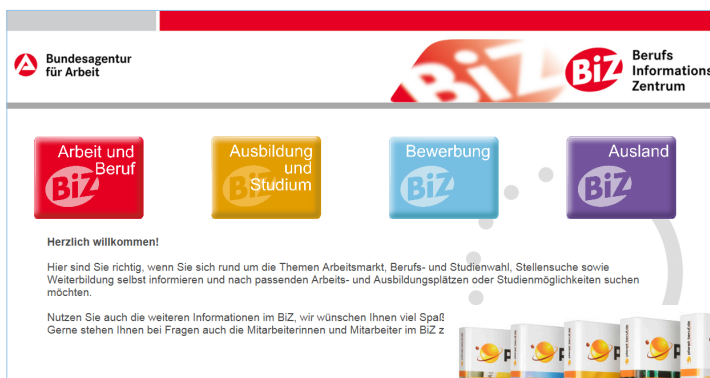 Bundesagentur
für Arbeit
BiZ
BiZ
Berufs
Informations
Zentrum
Arbeit und
Beruf
BiZ
Ausbildung
und
Studium
BiZ
Bewerbung
BiZ
Ausland
BiZ
Herzlich willkommen!
Hier sind Sie richtig, wenn Sie sich rund um die Themen Arbeitsmarkt, Berufs- und Studienwahl, Stellensuche sowie
Weiterbildung selbst informieren und nach passenden Arbeits- und Ausbildungsplätzen oder Studienmöglichkeiten suchen
möchten.
Nutzen Sie auch die weiteren Informationen im BiZ, wir wünschen Ihnen viel Spaß
Gerne stehen Ihnen bei Fragen auch die Mitarbeiterinnen und Mitarbeiter im BiZ z